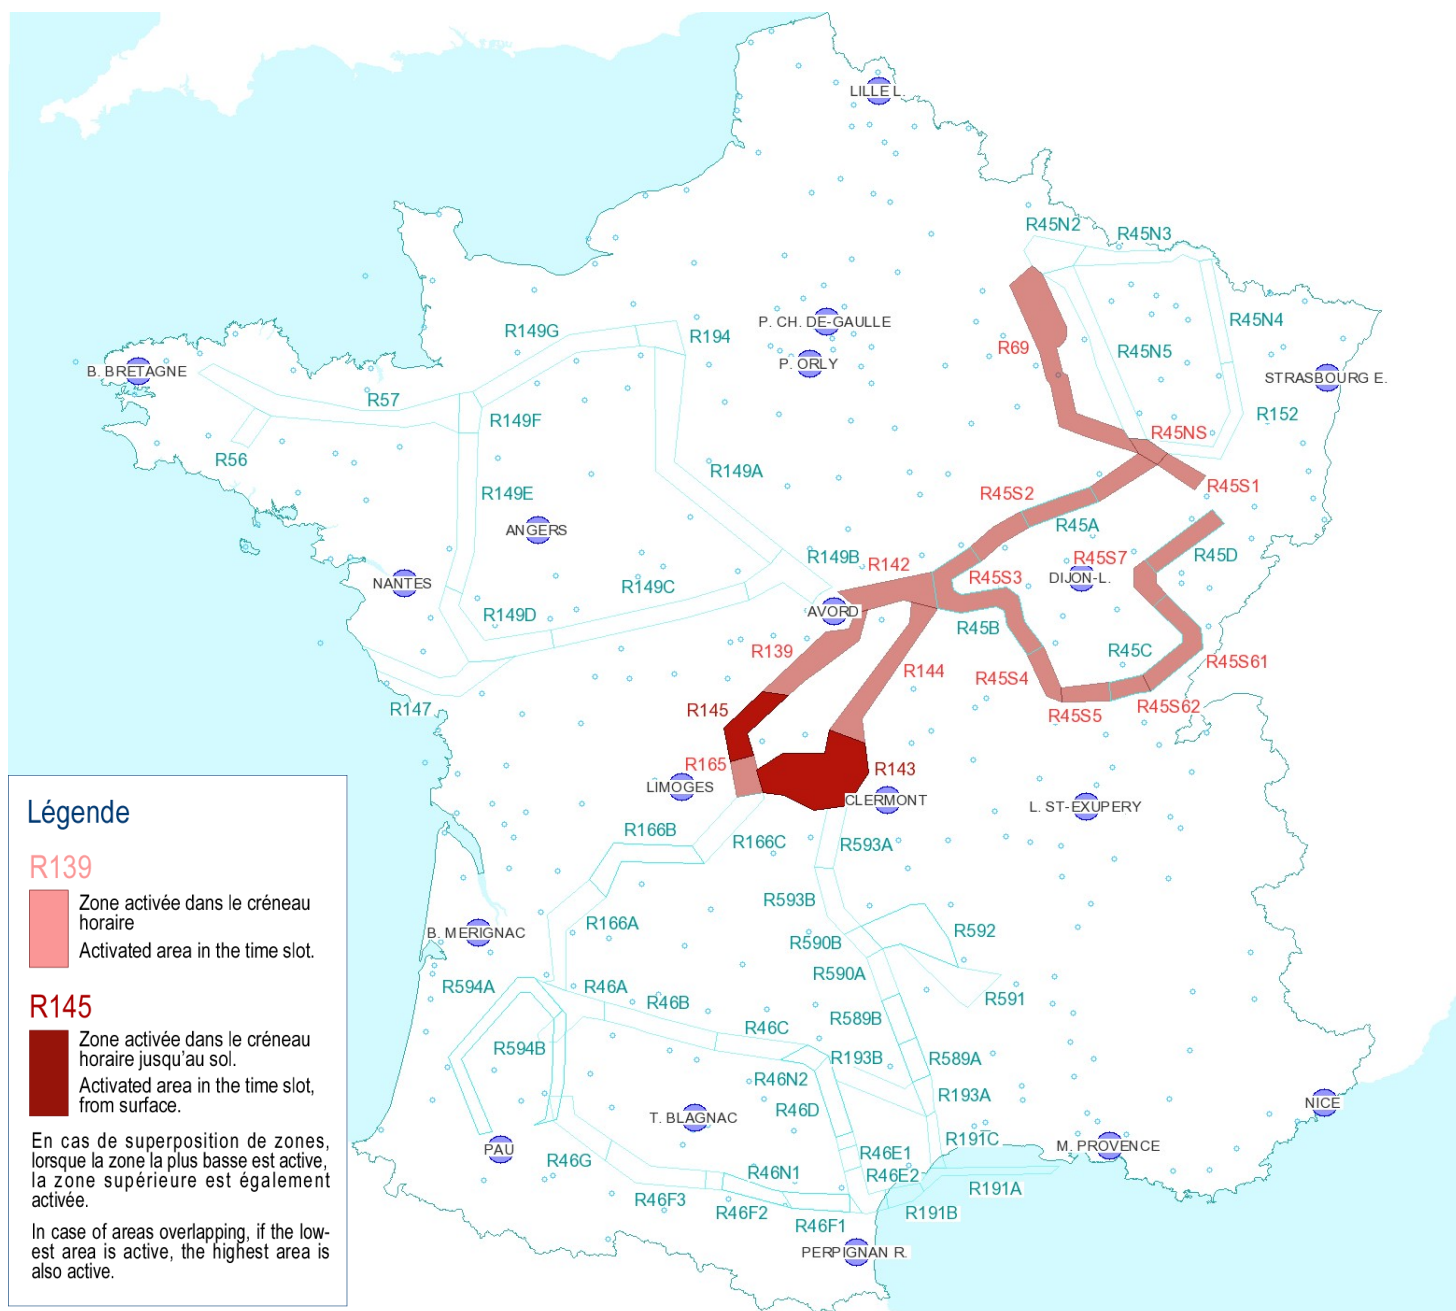 LILLE L.
R45N2
R45N3
P. CH. DE-GAULLE
R149G
R194
R45N4
R69
R45N5
P. ORLY
B. BRETAGNE
STRASBOURG E.
R57
R149F
R152
R45NS
R56
R149A
R45S1
R149E
R45S2
ANGERS
R45A
R149B
R142
R45S7
R45D
NANTES
R149C
R45S3
DIJON-L.
AVORD
R149D
R45B
R139
R45C
R45S61
R144
R45S4
R147
R145
R45S5
R45S62
R165
R143
LIMOGES
CLERMONT
L. ST-EXUPERY
R166B
R166C
R593A
R593B
R166A
B. MERIGNAC
R590B
R592
R590A
R594A
R46A
R46B
R591
R46C
R589B
R594B
R193B
R589A
R46N2
R193A
R46D
NICE
T. BLAGNAC
PAU
R191C
M. PROVENCE
R46E1
R46G
R46N1
R46E2
R191A
R46F3
R46F2
R191B
R46F1
PERPIGNAN R.
Légende
R139
Zone activée dans le créneau
horaire
Activated area in the time slot.
R145
Zone activée dans le créneau
horaire jusqu'au sol.
Activated area in the time slot,
from surface.
En cas de superposition de zones,
lorsque la zone la plus basse est active,
la zone supérieure est également
activée.
In case of areas overlapping, if the low-
est area is active, the highest area is
also active.